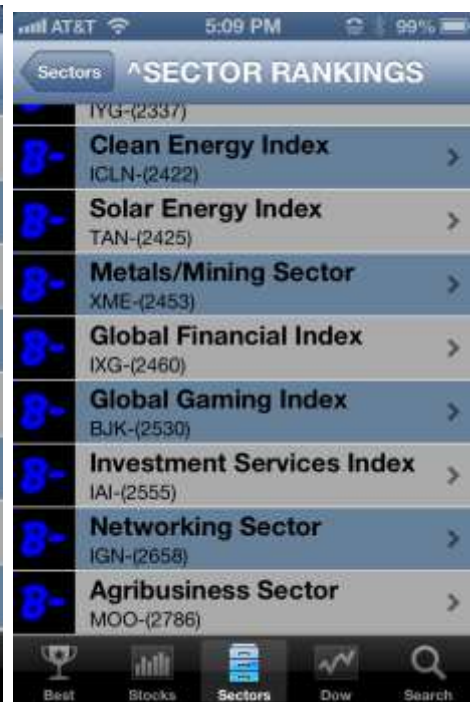 AT&T 5:09 PM 99%
Sectors ^SECTOR RANKINGS
IYG-(2337)
B- Clean Energy Index
ICLN-(2422)
B- Solar Energy Index
TAN-(2425)
B- Metals/Mining Sector
XME-(2453)
B- Global Financial Index
IXG-(2460)
B- Global Gaming Index
BJK-(2530)
B- Investment Services Index
IAI-(2555)
B- Networking Sector
IGN-(2658)
B- Agribusiness Sector
MOO-(2786)
Best Stocks Sectors Dow Search